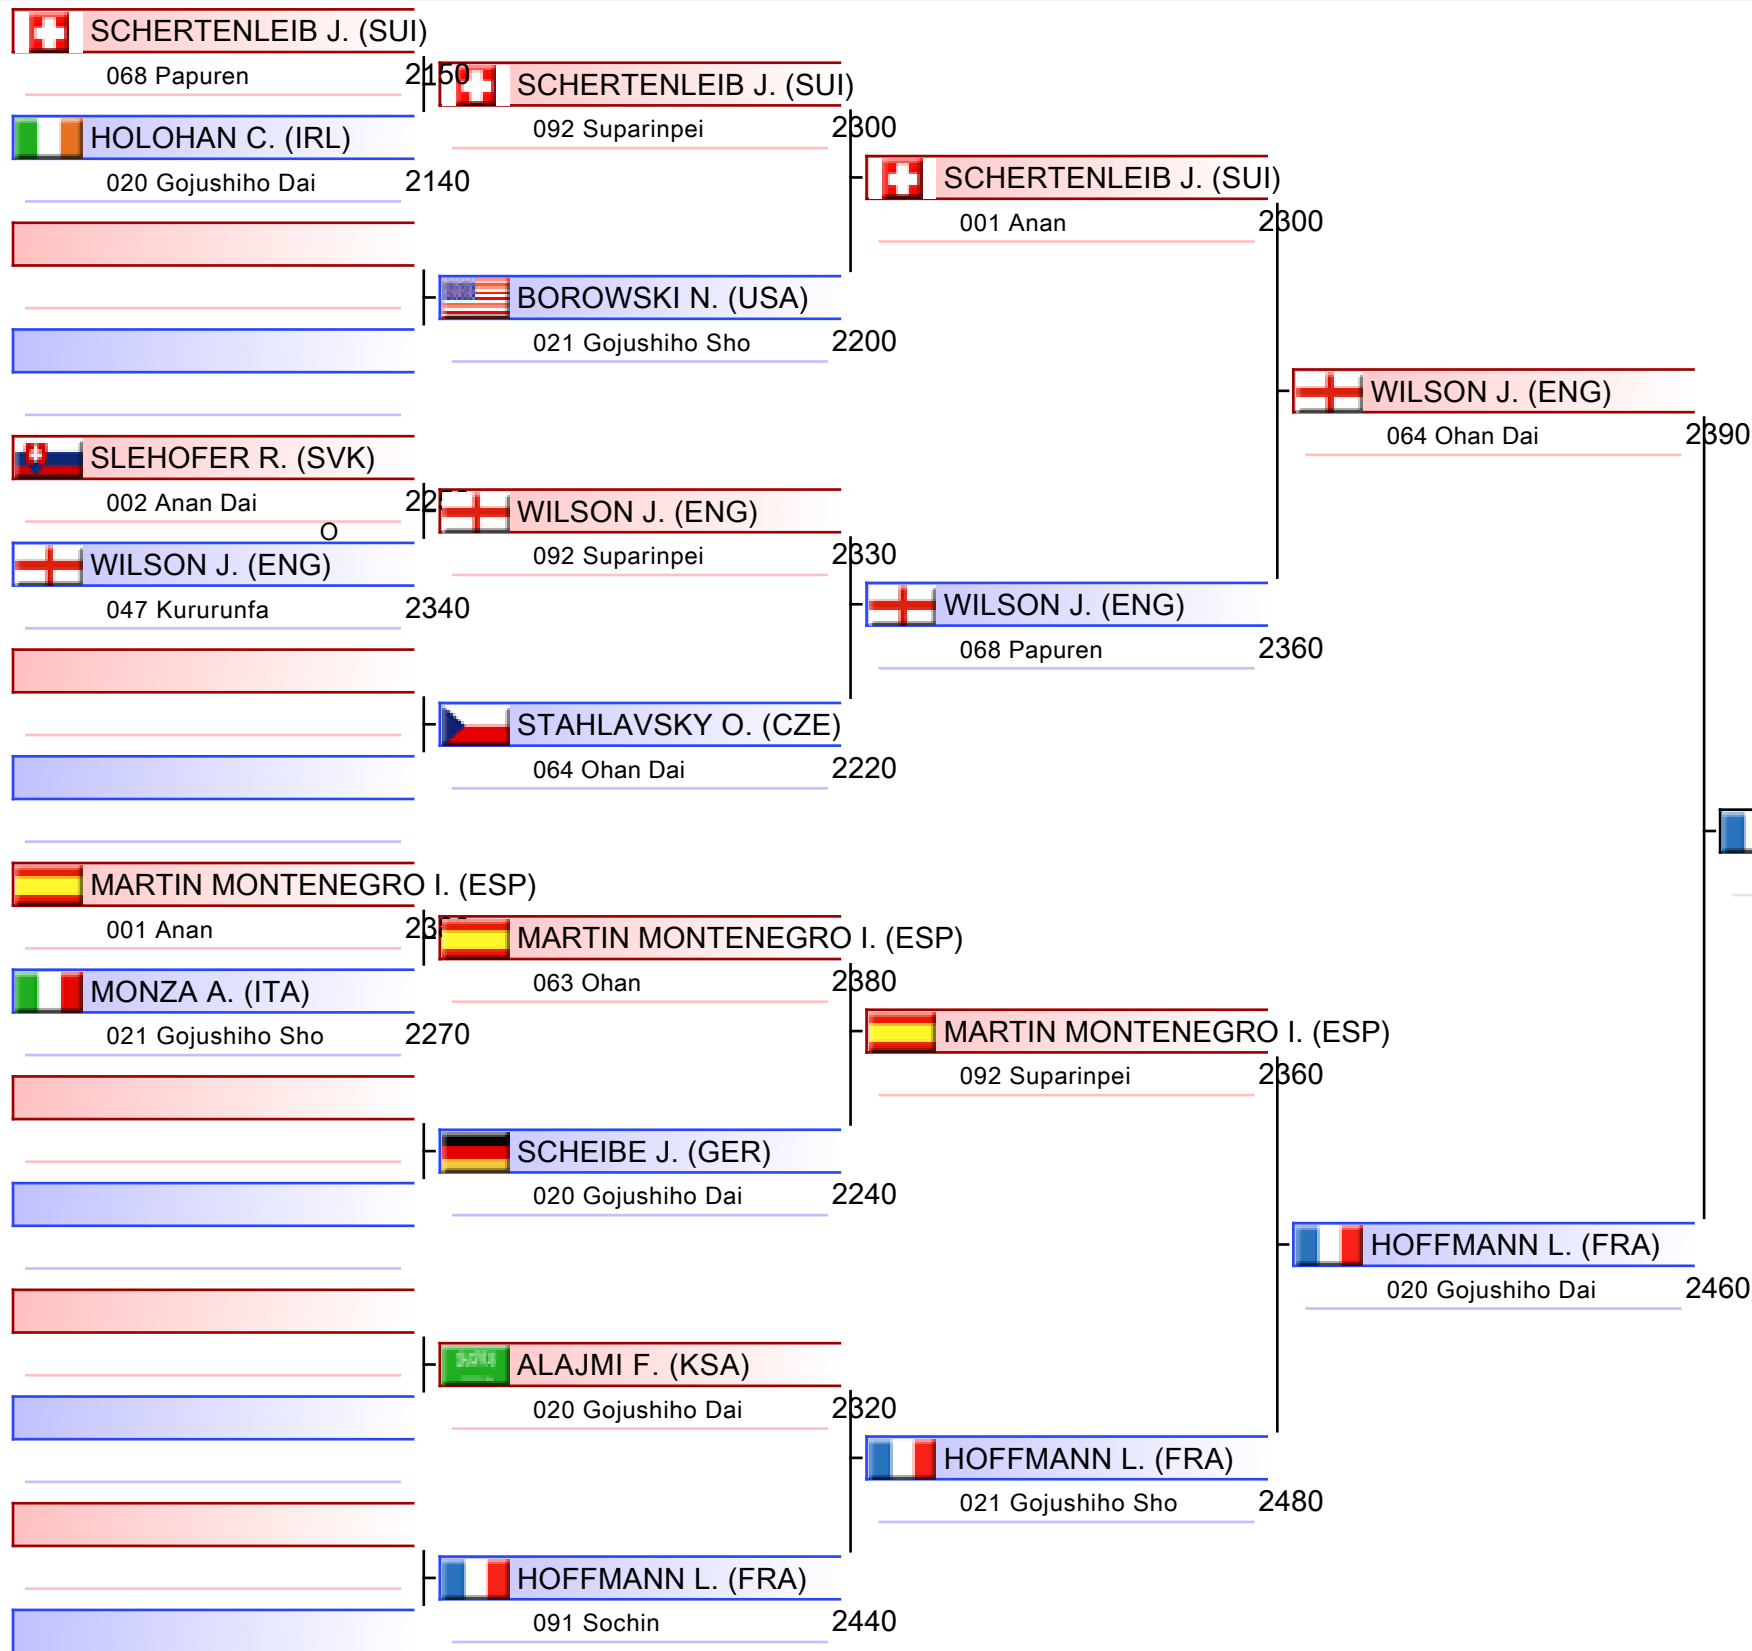 SCHERTENLEIB J. (SUI)
068 Papuren 2150
HOLOHAN C. (IRL)
020 Gojushiho Dai 2140
SLEHOFER R. (SVK)
002 Anan Dai
O
WILSON J. (ENG)
047 Kururunfa 2340
MARTIN MONTENEGRO I. (ESP)
001 Anan
MONZA A. (ITA)
021 Gojushiho Sho 2270
SCHERTENLEIB J. (SUI)
092 Suparinpei 2300
BOROWSKI N. (USA)
021 Gojushiho Sho 2200
WILSON J. (ENG)
092 Suparinpei 2330
STAHLAVSKY O. (CZE)
064 Ohan Dai 2220
MARTIN MONTENEGRO I. (ESP)
063 Ohan 2380
SCHEIBE J. (GER)
020 Gojushiho Dai 2240
ALAJMI F. (KSA)
020 Gojushiho Dai 2320
HOFFMANN L. (FRA)
091 Sochin 2440
SCHERTENLEIB J. (SUI)
001 Anan 2300
WILSON J. (ENG)
068 Papuren 2360
MARTIN MONTENEGRO I. (ESP)
092 Suparinpei 2360
HOFFMANN L. (FRA)
021 Gojushiho Sho 2480
WILSON J. (ENG)
064 Ohan Dai 2390
HOFFMANN L. (FRA)
020 Gojushiho Dai 2460